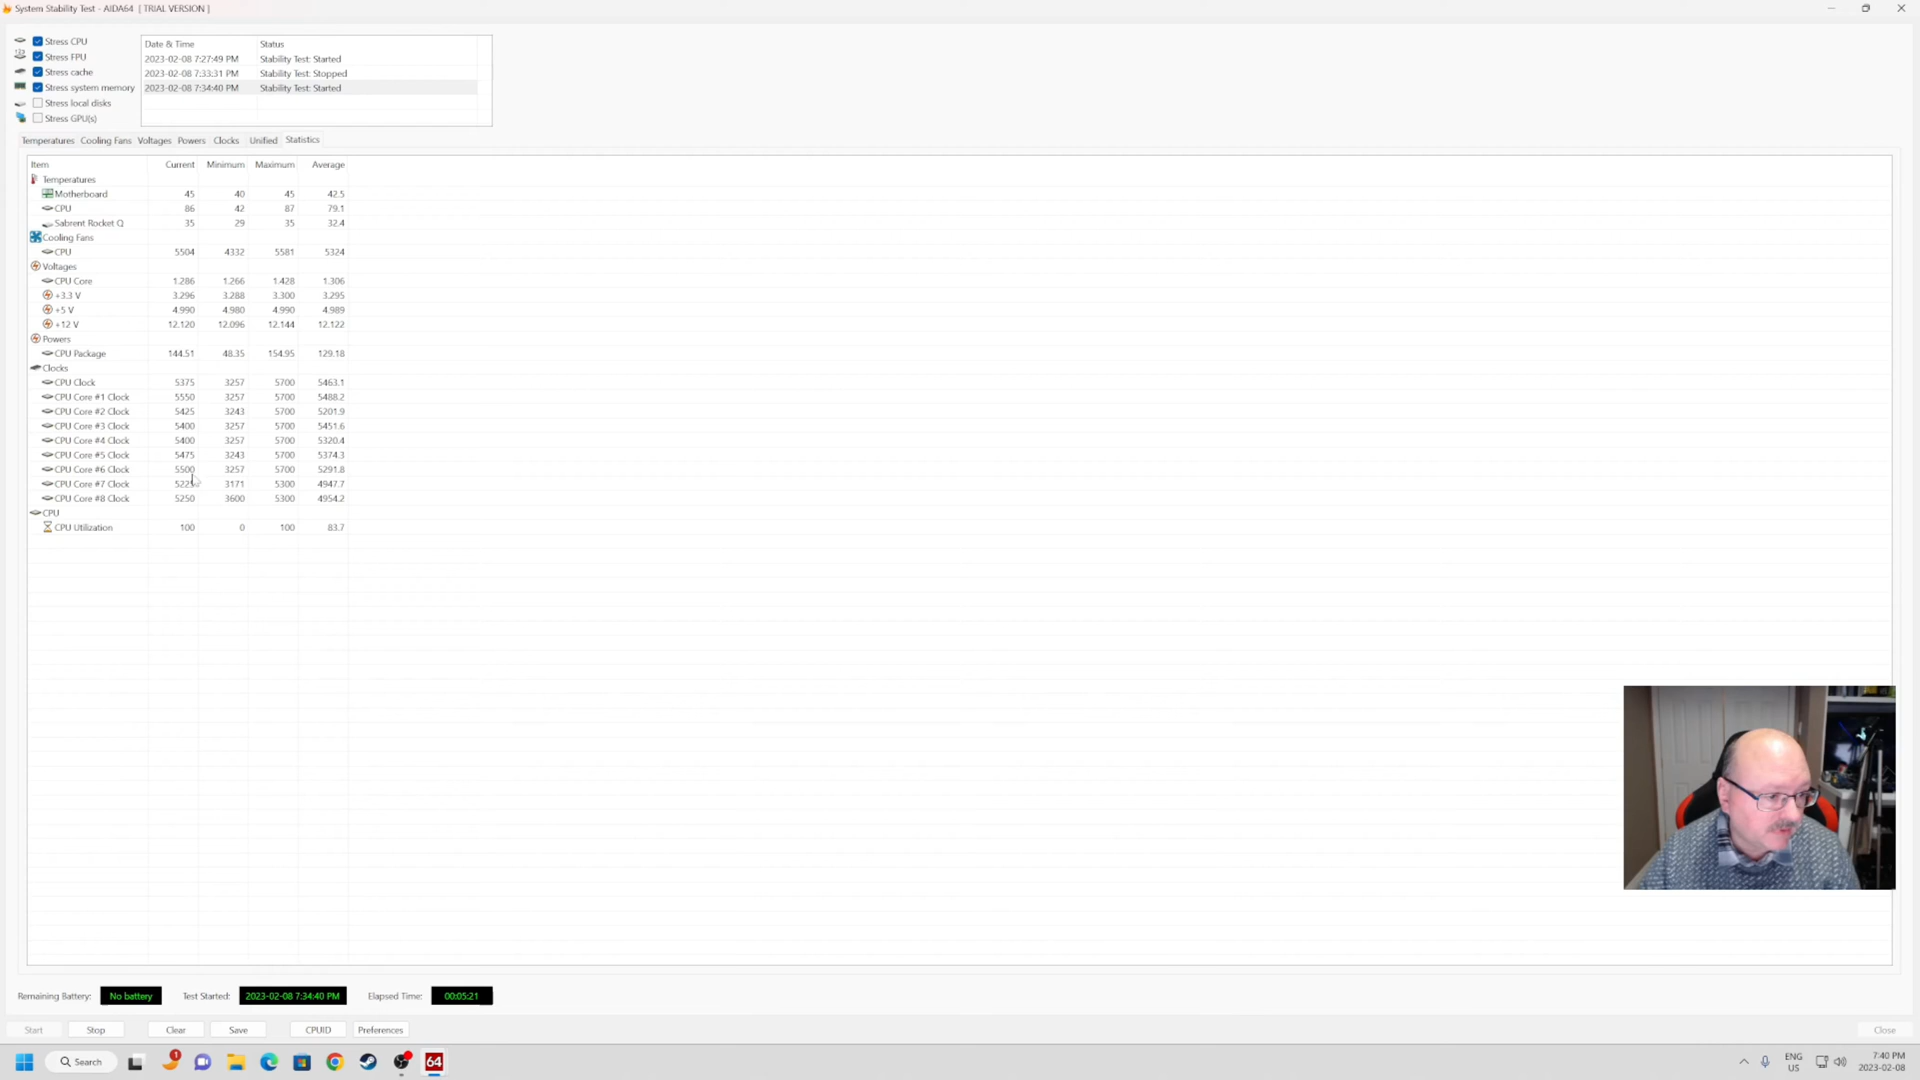 System Stability Test - AIDA64 [ TRIAL VERSION ]
Stress CPU
Stress FPU
Stress cache
Stress system memory
Stress local disks
Stress GPU(s)
Date & Time Status
2023-02-08 7:27:49 PM Stability Test: Started
2023-02-08 7:33:31 PM Stability Test: Stopped
2023-02-08 7:34:40 PM Stability Test: Started
Temperatures Cooling Fans Voltages Powers Clocks Unified Statistics
Item Current Minimum Maximum Average
Temperatures
Motherboard 45 40 45 42.5
CPU 86 42 87 79.1
Sabrent Rocket Q 35 29 35 32.4
Cooling Fans
CPU 5504 4332 5581 5324
Voltages
CPU Core 1.286 1.266 1.428 1.306
+3.3 V 3.296 3.288 3.300 3.295
+5 V 4.990 4.980 4.990 4.989
+12 V 12.120 12.096 12.144 12.122
Powers
CPU Package 144.51 48.35 154.95 129.18
Clocks
CPU Clock 5375 3257 5700 5463.1
CPU Core #1 Clock 5550 3257 5700 5488.2
CPU Core #2 Clock 5425 3243 5700 5201.9
CPU Core #3 Clock 5400 3257 5700 5451.6
CPU Core #4 Clock 5400 3257 5700 5320.4
CPU Core #5 Clock 5475 3243 5700 5374.3
CPU Core #6 Clock 5500 3257 5700 5291.8
CPU Core #7 Clock 5225 3171 5300 4947.7
CPU Core #8 Clock 5250 3600 5300 4954.2
CPU
CPU Utilization 100 0 100 83.7
Remaining Battery: No battery Test Started: 2023-02-08 7:34:40 PM Elapsed Time: 00:05:21
Start Stop Clear Save CPUID Preferences Close
Search 1 64 ENG 7:40 PM
US 2023-02-08